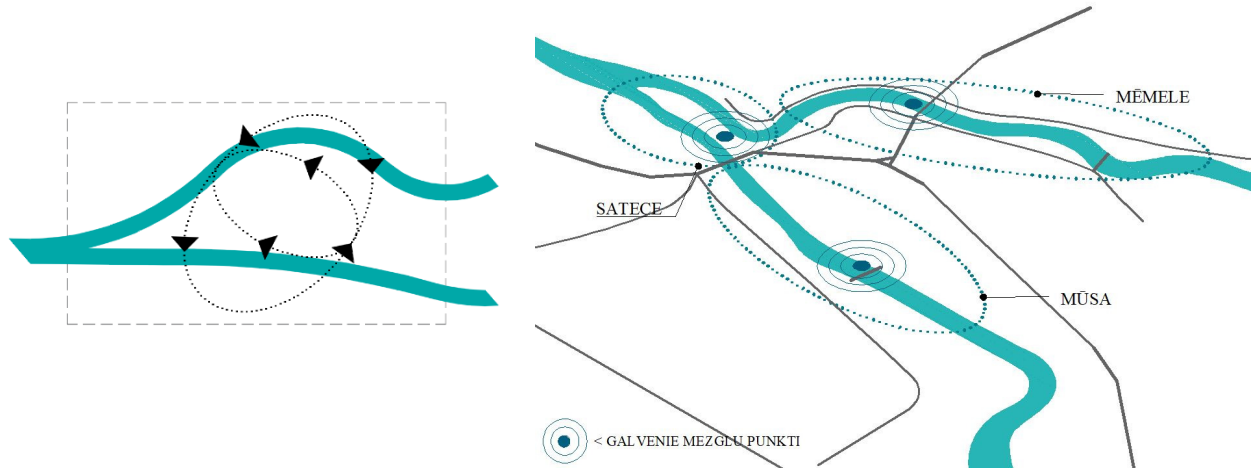 MĒMELE
SATECE
MŪSA
< GALVENIE MEZGLU PUNKTI